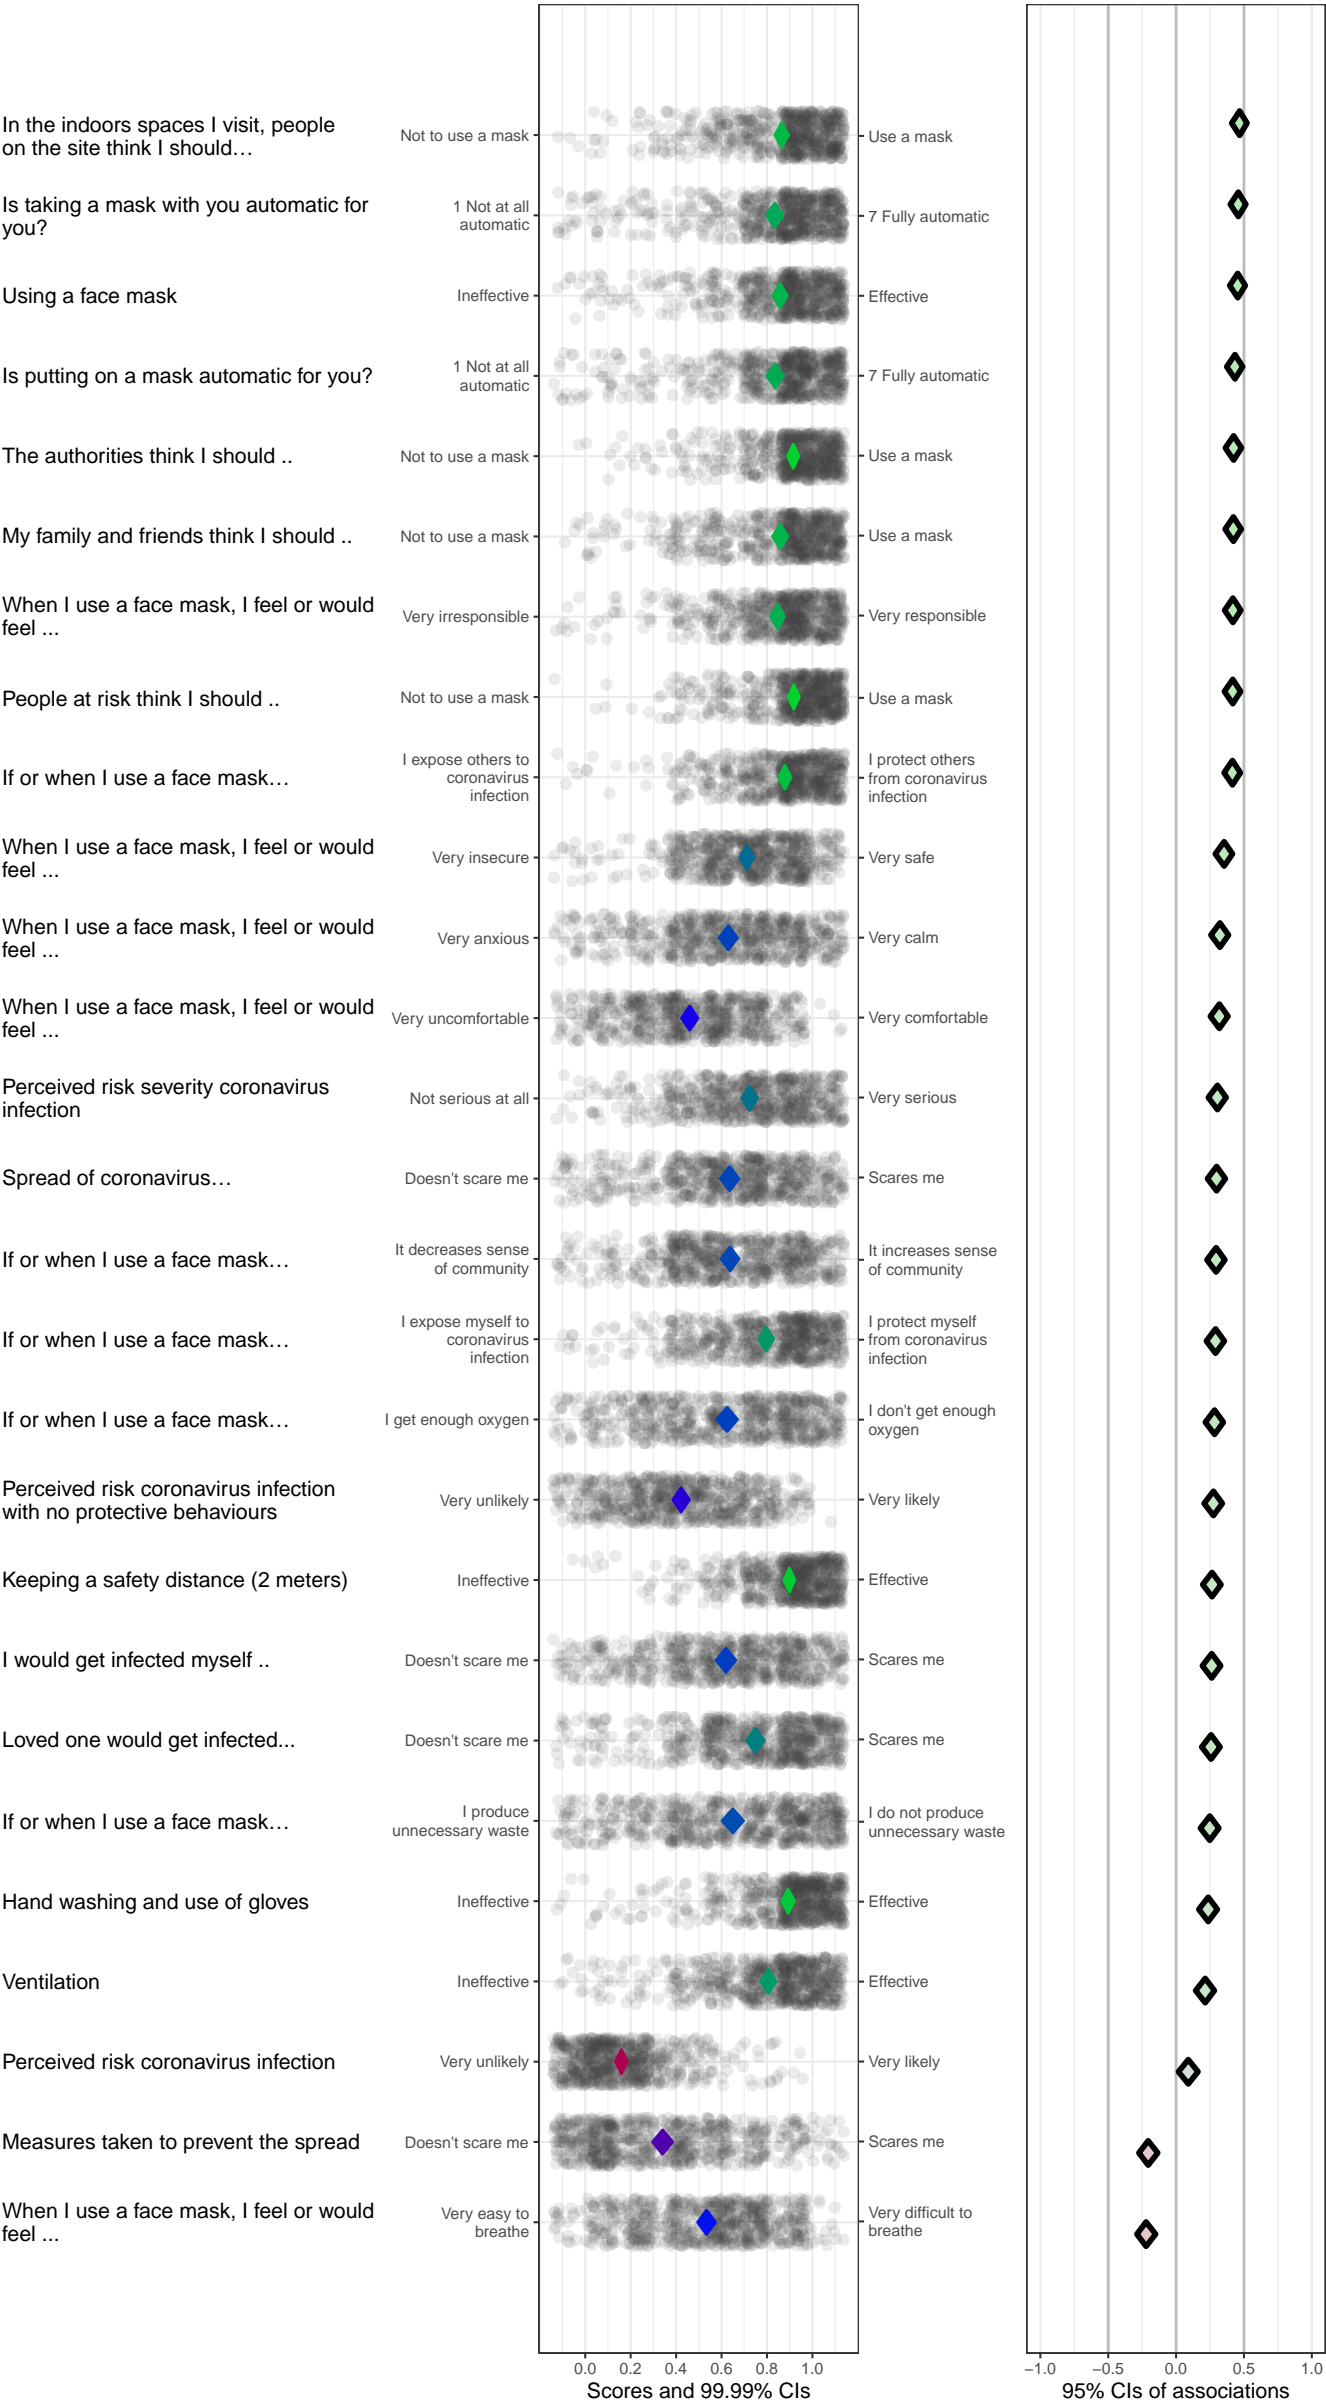 In the indoors spaces I visit, people
on the site think I should…
Not to use a mask
Use a mask
Is taking a mask with you automatic for
you?
1 Not at all
automatic
7 Fully automatic
Using a face mask
Ineffective
Effective
Is putting on a mask automatic for you?
1 Not at all
automatic
7 Fully automatic
The authorities think I should ..
Not to use a mask
Use a mask
My family and friends think I should ..
Not to use a mask
Use a mask
When I use a face mask, I feel or would
feel ...
Very irresponsible
Very responsible
People at risk think I should ..
Not to use a mask
Use a mask
If or when I use a face mask…
I expose others to
coronavirus
infection
I protect others
from coronavirus
infection
When I use a face mask, I feel or would
feel ...
Very insecure
Very safe
When I use a face mask, I feel or would
feel ...
Very anxious
Very calm
When I use a face mask, I feel or would
feel ...
Very uncomfortable
Very comfortable
Perceived risk severity coronavirus
infection
Not serious at all
Very serious
Spread of coronavirus…
Doesn't scare me
Scares me
If or when I use a face mask…
It decreases sense
of community
It increases sense
of community
If or when I use a face mask…
I expose myself to
coronavirus
infection
I protect myself
from coronavirus
infection
If or when I use a face mask…
I get enough oxygen
I don't get enough
oxygen
Perceived risk coronavirus infection
with no protective behaviours
Very unlikely
Very likely
Keeping a safety distance (2 meters)
Ineffective
Effective
I would get infected myself ..
Doesn't scare me
Scares me
Loved one would get infected...
Doesn't scare me
Scares me
If or when I use a face mask…
I produce
unnecessary waste
I do not produce
unnecessary waste
Hand washing and use of gloves
Ineffective
Effective
Ventilation
Ineffective
Effective
Perceived risk coronavirus infection
Very unlikely
Very likely
Measures taken to prevent the spread
Doesn't scare me
Scares me
When I use a face mask, I feel or would
feel ...
Very easy to
breathe
Very difficult to
breathe
0.0 0.2 0.4 0.6 0.8 1.0
Scores and 99.99% CIs
−1.0 −0.5 0.0 0.5 1.0
95% CIs of associations